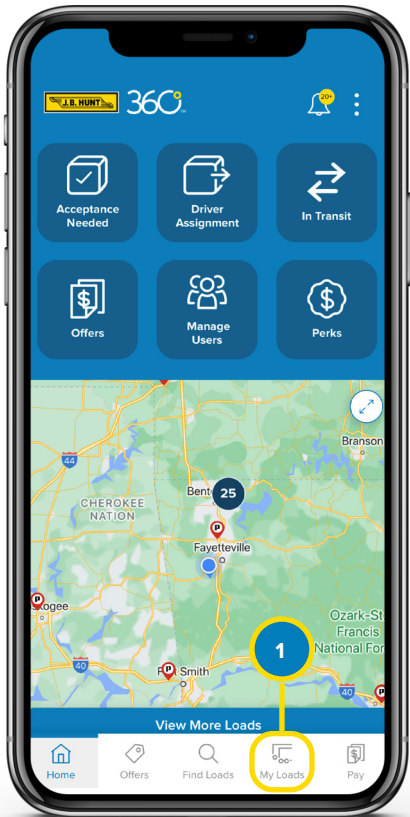 J.B. HUNT 360°
20+
Acceptance
Needed
Driver
Assignment
In Transit
Offers
Manage
Users
Perks
44
Branson
CHEROKEE
NATION
Bent
25
P
Fayetteville
P
ogee
Ozark-St
Francis
National For
P
Smith
1
40
40
P
View More Loads
Home
Offers
Find Loads
My Loads
Pay